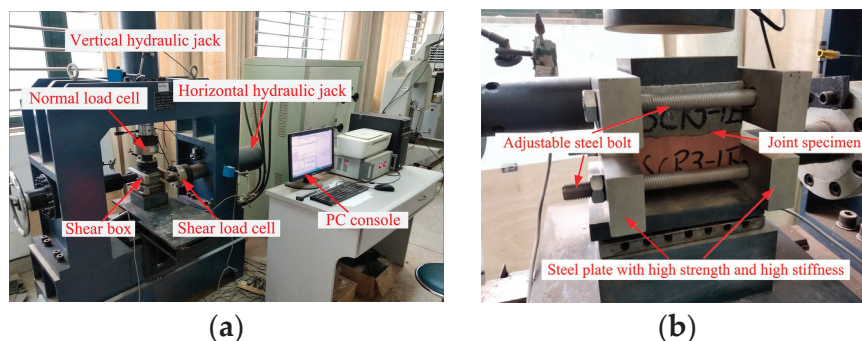 Vertical hydraulic jack
Normal load cell
Horizontal hydraulic jack
Shear box
Shear load cell
PC console
(a)
Adjustable steel bolt
Joint specimen
Steel plate with high strength and high stiffness
(b)